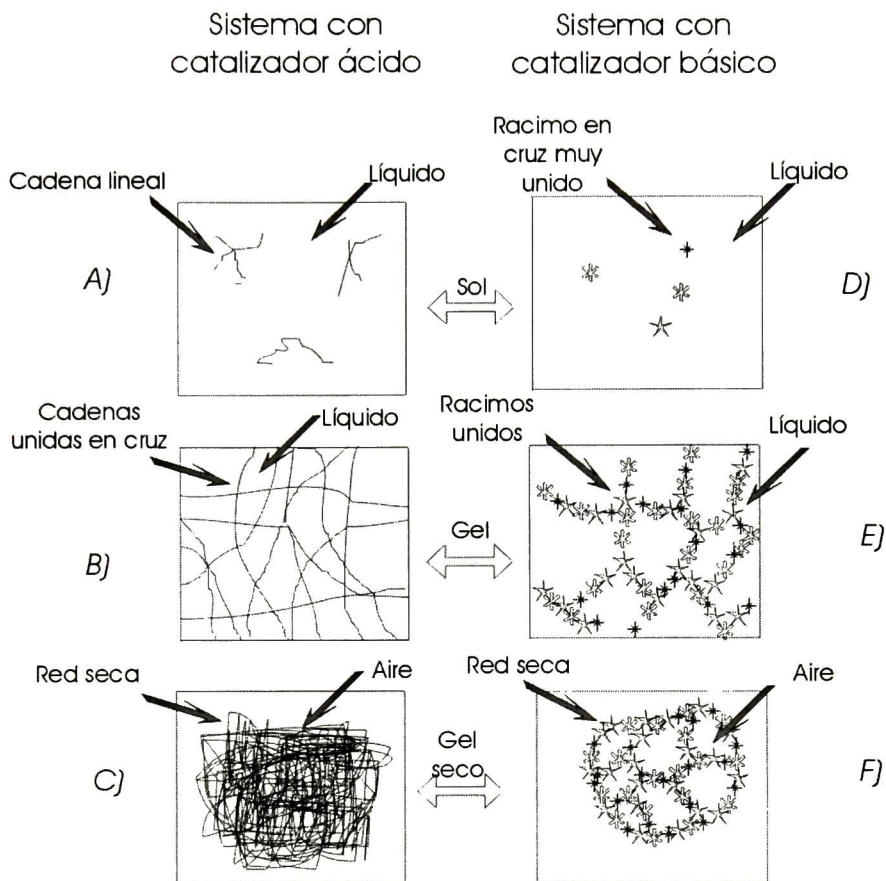 Sistema con
catalizador ácido
Sistema con
catalizador básico
Cadena lineal
Líquido
Racimo en
cruz muy
unido
Líquido
A)
Sol
D)
Cadenas
unidas en cruz
Líquido
Racimos
unidos
Líquido
B)
Gel
E)
Red seca
Aire
Red seca
Aire
C)
Gel
seco
F)